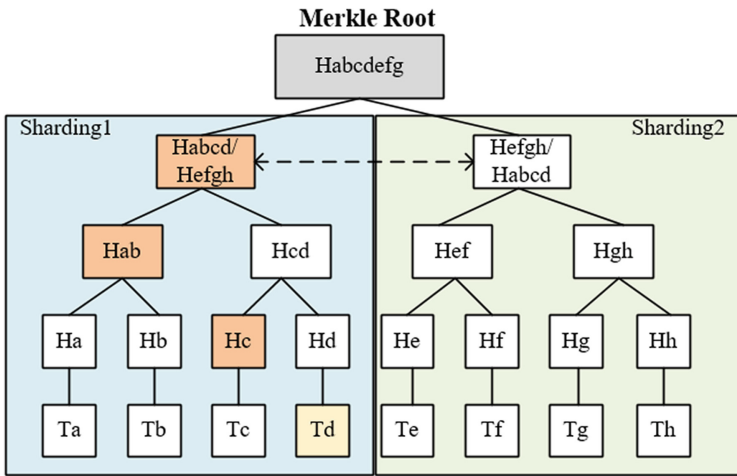 Merkle Root
Habcdefg
Sharding1
Sharding2
Habcd/
Hefgh
Hefgh/
Habcd
Hab
Hcd
Hef
Hgh
Ha
Hb
Hc
Hd
He
Hf
Hg
Hh
Ta
Tb
Tc
Td
Te
Tf
Tg
Th